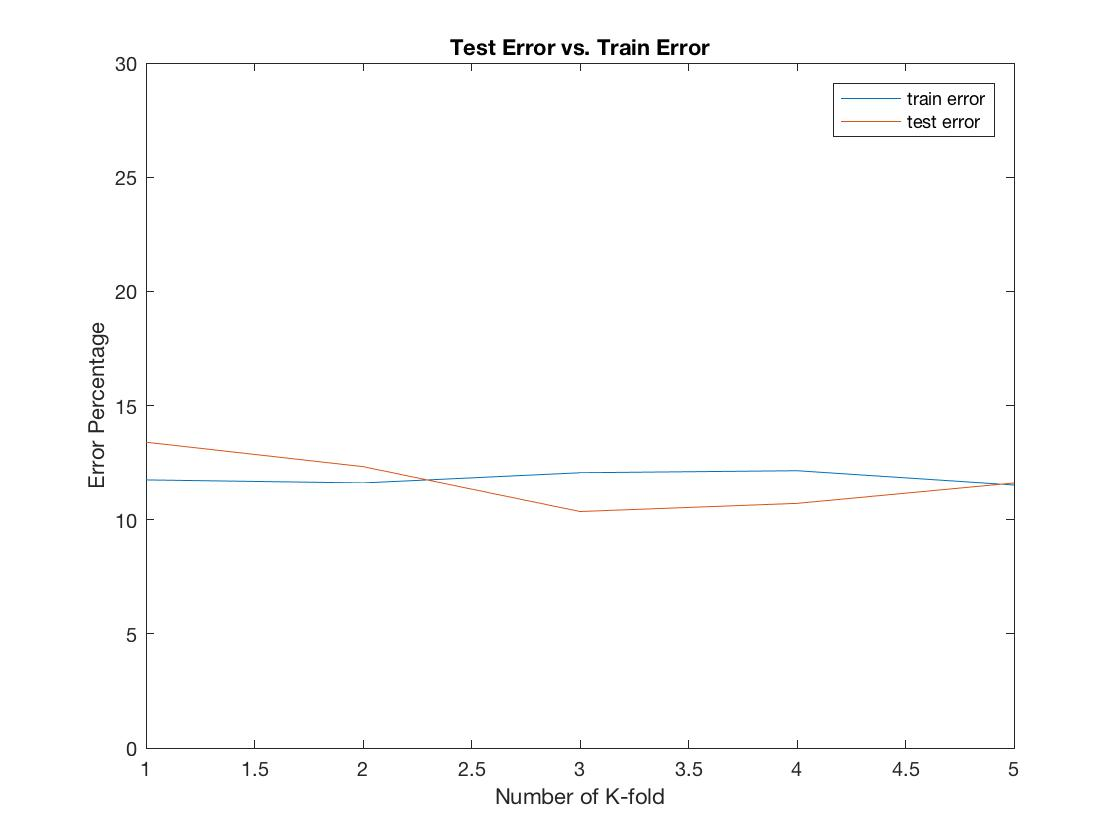 Test Error vs. Train Error
30
25
20
15
10
5
0
train error
test error
Error Percentage
1 1.5 2 2.5 3 3.5 4 4.5 5
Number of K-fold